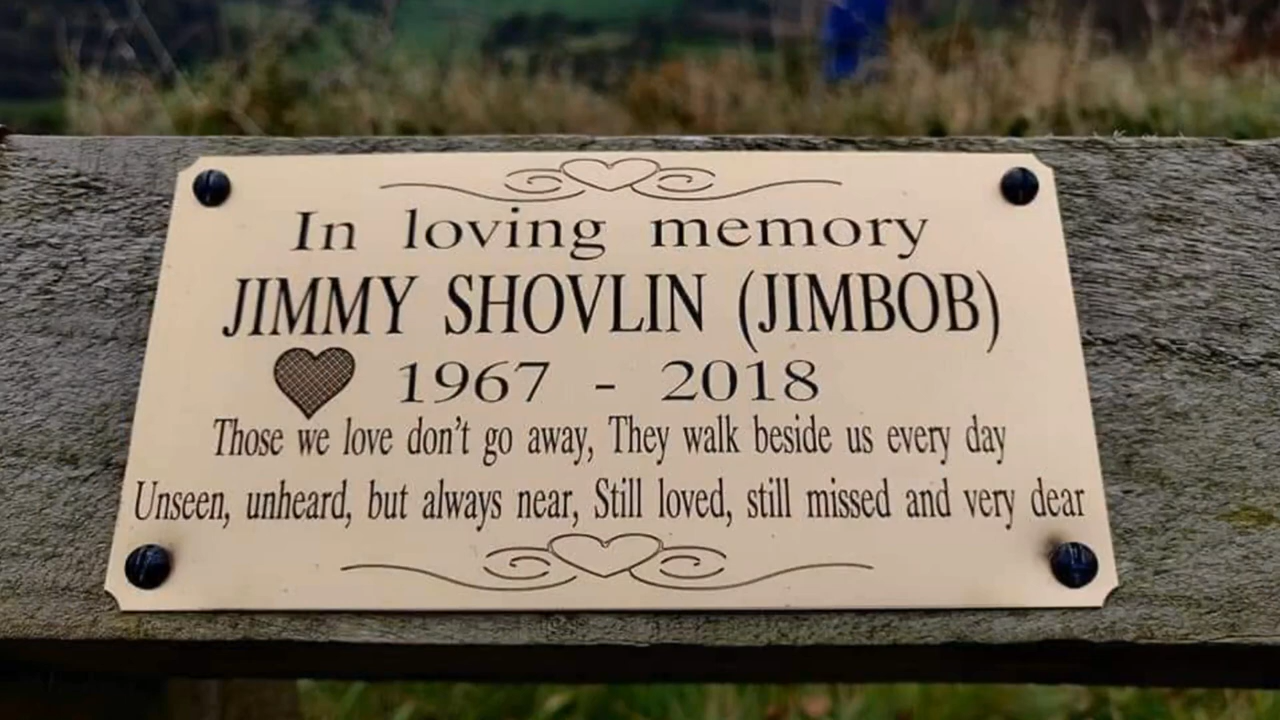 In loving memory
JIMMY SHOVLIN (JIMBOB)
1967 - 2018
Those we love don't go away, They walk beside us every day
Unseen, unheard, but always near, Still loved, still missed and very dear